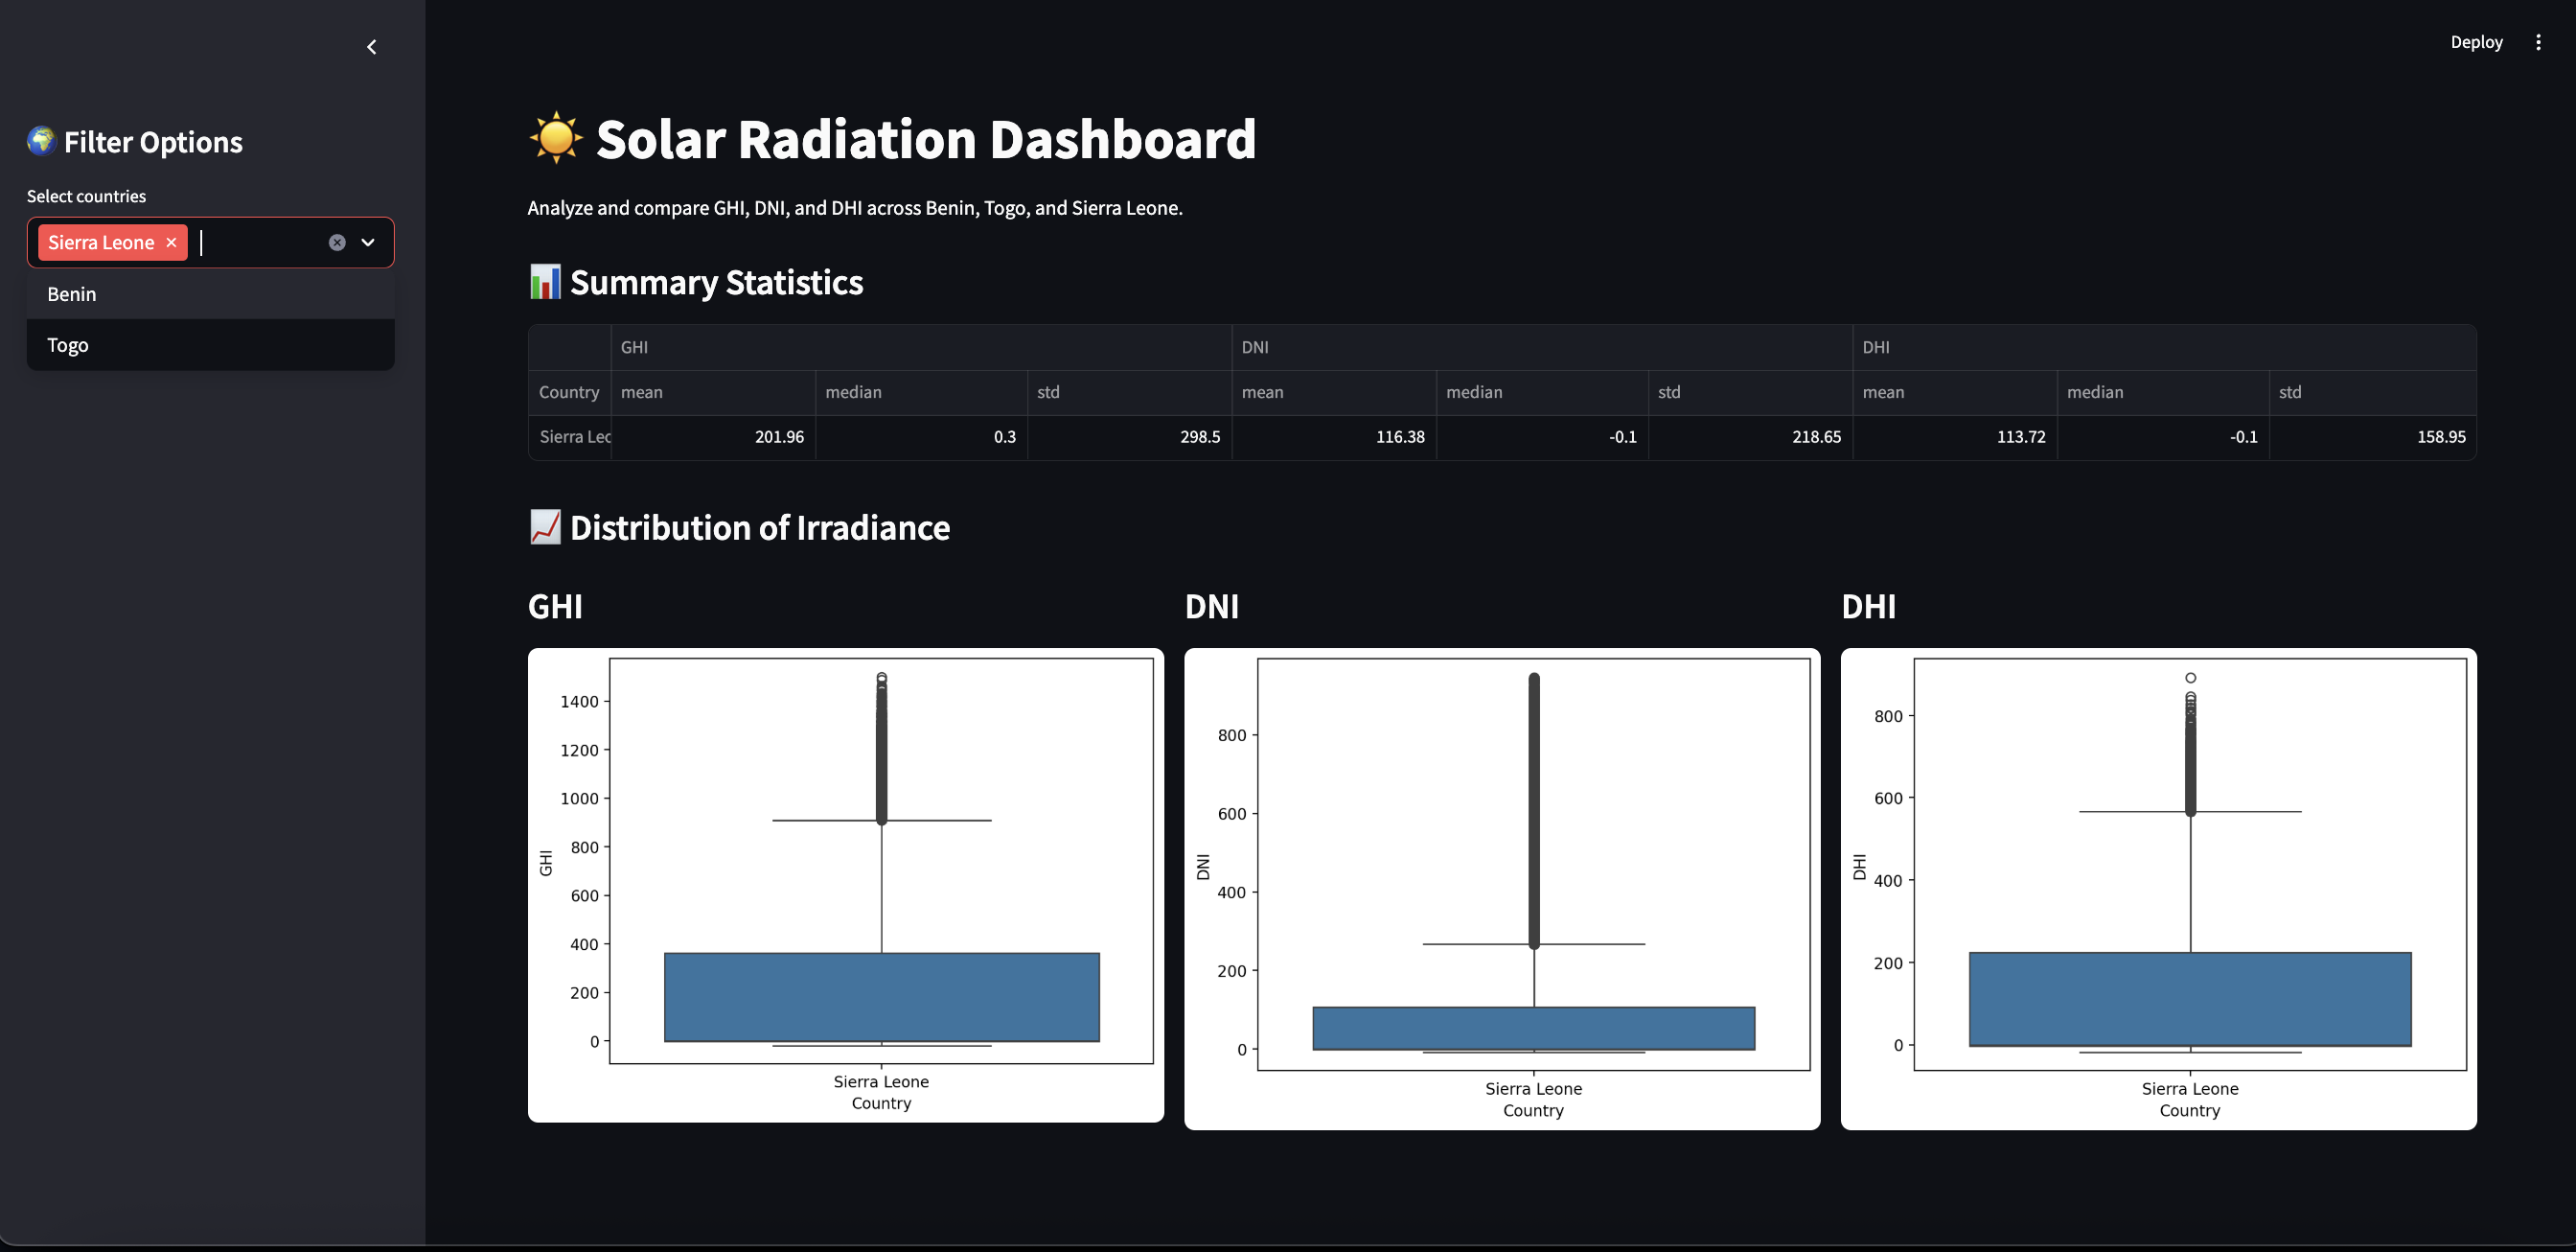 Deploy
Filter Options
Select countries
Sierra Leone
Benin
Togo
Solar Radiation Dashboard
Analyze and compare GHI, DNI, and DHI across Benin, Togo, and Sierra Leone.
Summary Statistics
GHI DNI DHI
Country mean median std mean median std mean median std
Sierra Leo 201.96 0.3 298.5 116.38 -0.1 218.65 113.72 -0.1 158.95
Distribution of Irradiance
GHI
1400
1200
1000
800
600
400
200
0
GHI
Sierra Leone
Country
DNI
800
600
400
200
0
DNI
Sierra Leone
Country
DHI
800
600
400
200
0
DHI
Sierra Leone
Country